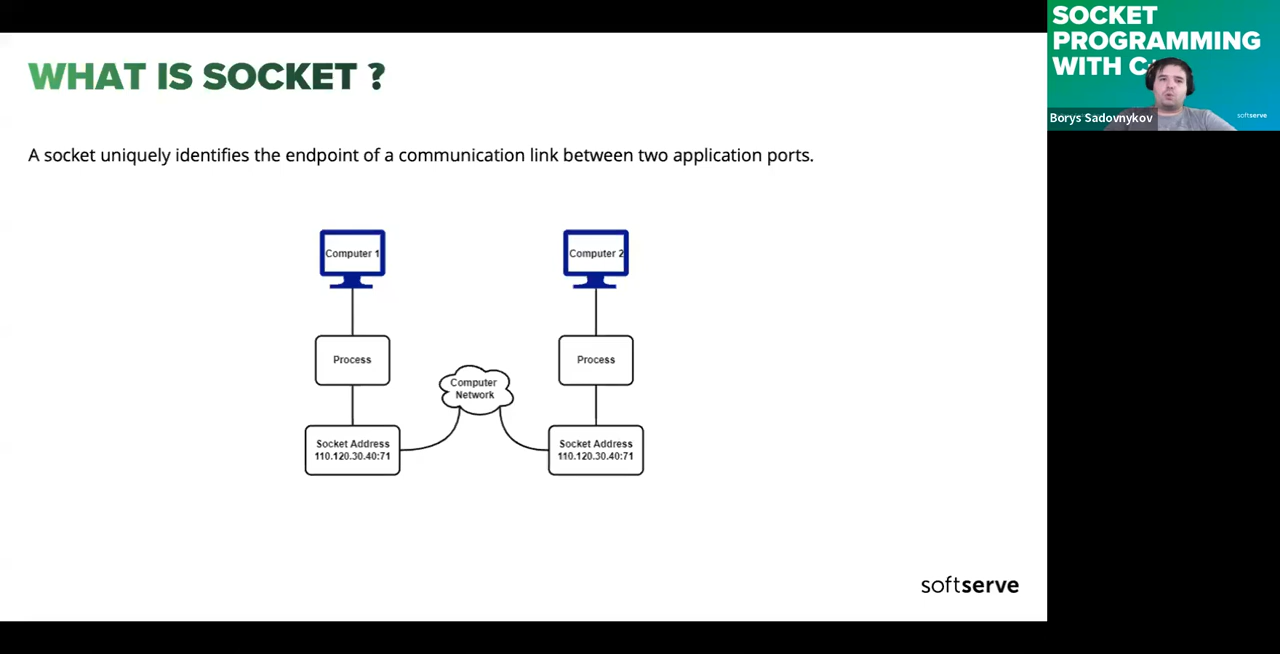 WHAT IS SOCKET ?
A socket uniquely identifies the endpoint of a communication link between two application ports.
Computer 1
Computer 2
Process
Process
Computer
Network
Socket Address
110.120.30.40:71
Socket Address
110.120.30.40:71
softserve
SOCKET
PROGRAMMING
WITH C
Borys Sadovnykov
softserve